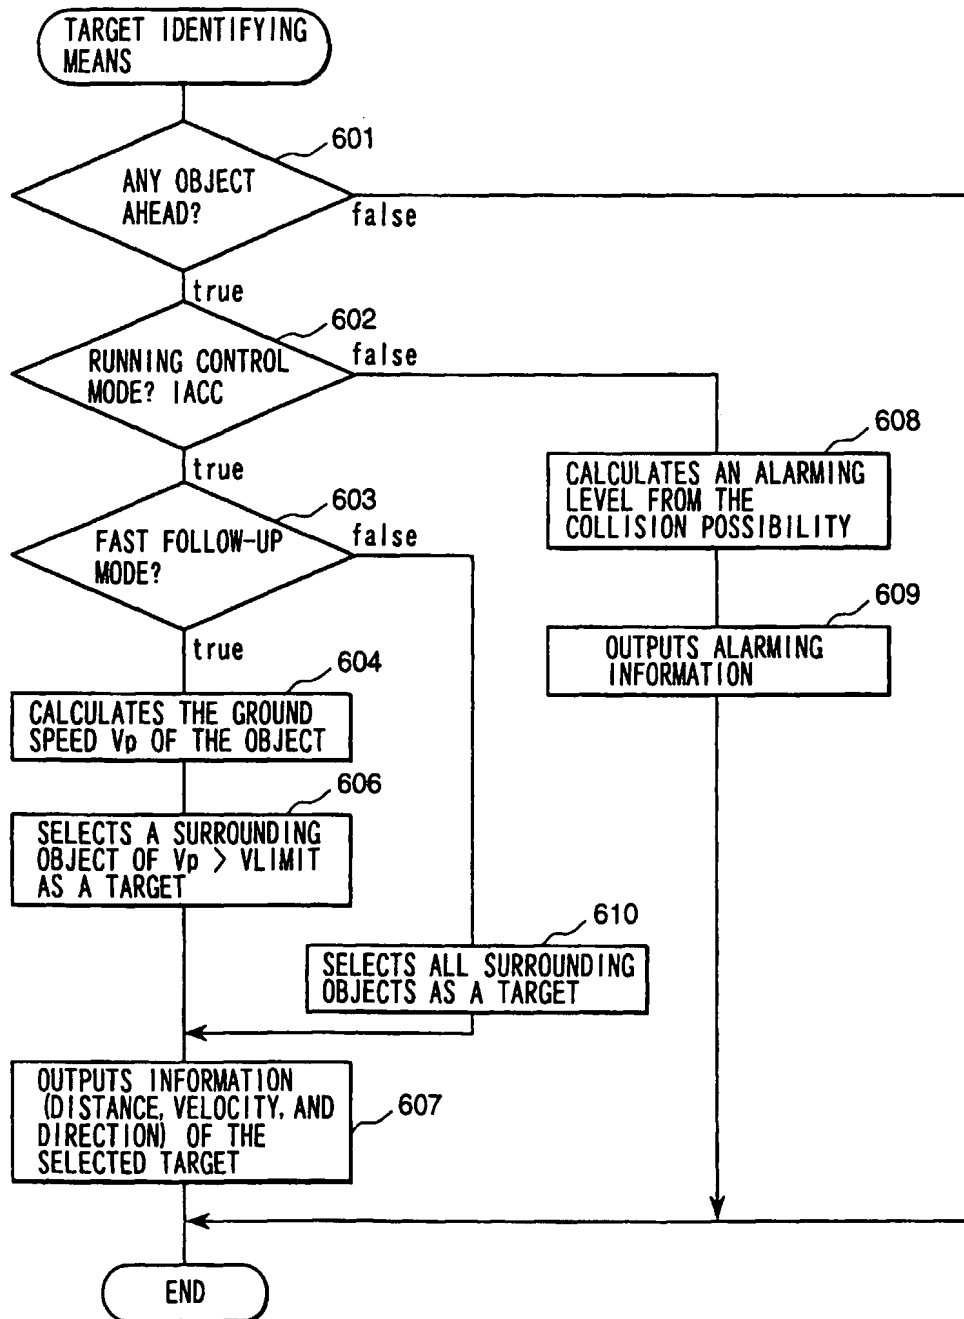 TARGET IDENTIFYING
MEANS
601
ANY OBJECT
AHEAD?
false
true
602
RUNNING CONTROL
MODE? IACC
false
true
603
FAST FOLLOW-UP
MODE?
false
true
604
CALCULATES THE GROUND
SPEED Vp OF THE OBJECT
606
SELECTS A SURROUNDING
OBJECT OF Vp > VLIMIT
AS A TARGET
608
CALCULATES AN ALARMING
LEVEL FROM THE
COLLISION POSSIBILITY
609
OUTPUTS ALARMING
INFORMATION
610
SELECTS ALL SURROUNDING
OBJECTS AS A TARGET
OUTPUTS INFORMATION
(DISTANCE, VELOCITY, AND
DIRECTION) OF THE
SELECTED TARGET
607
END